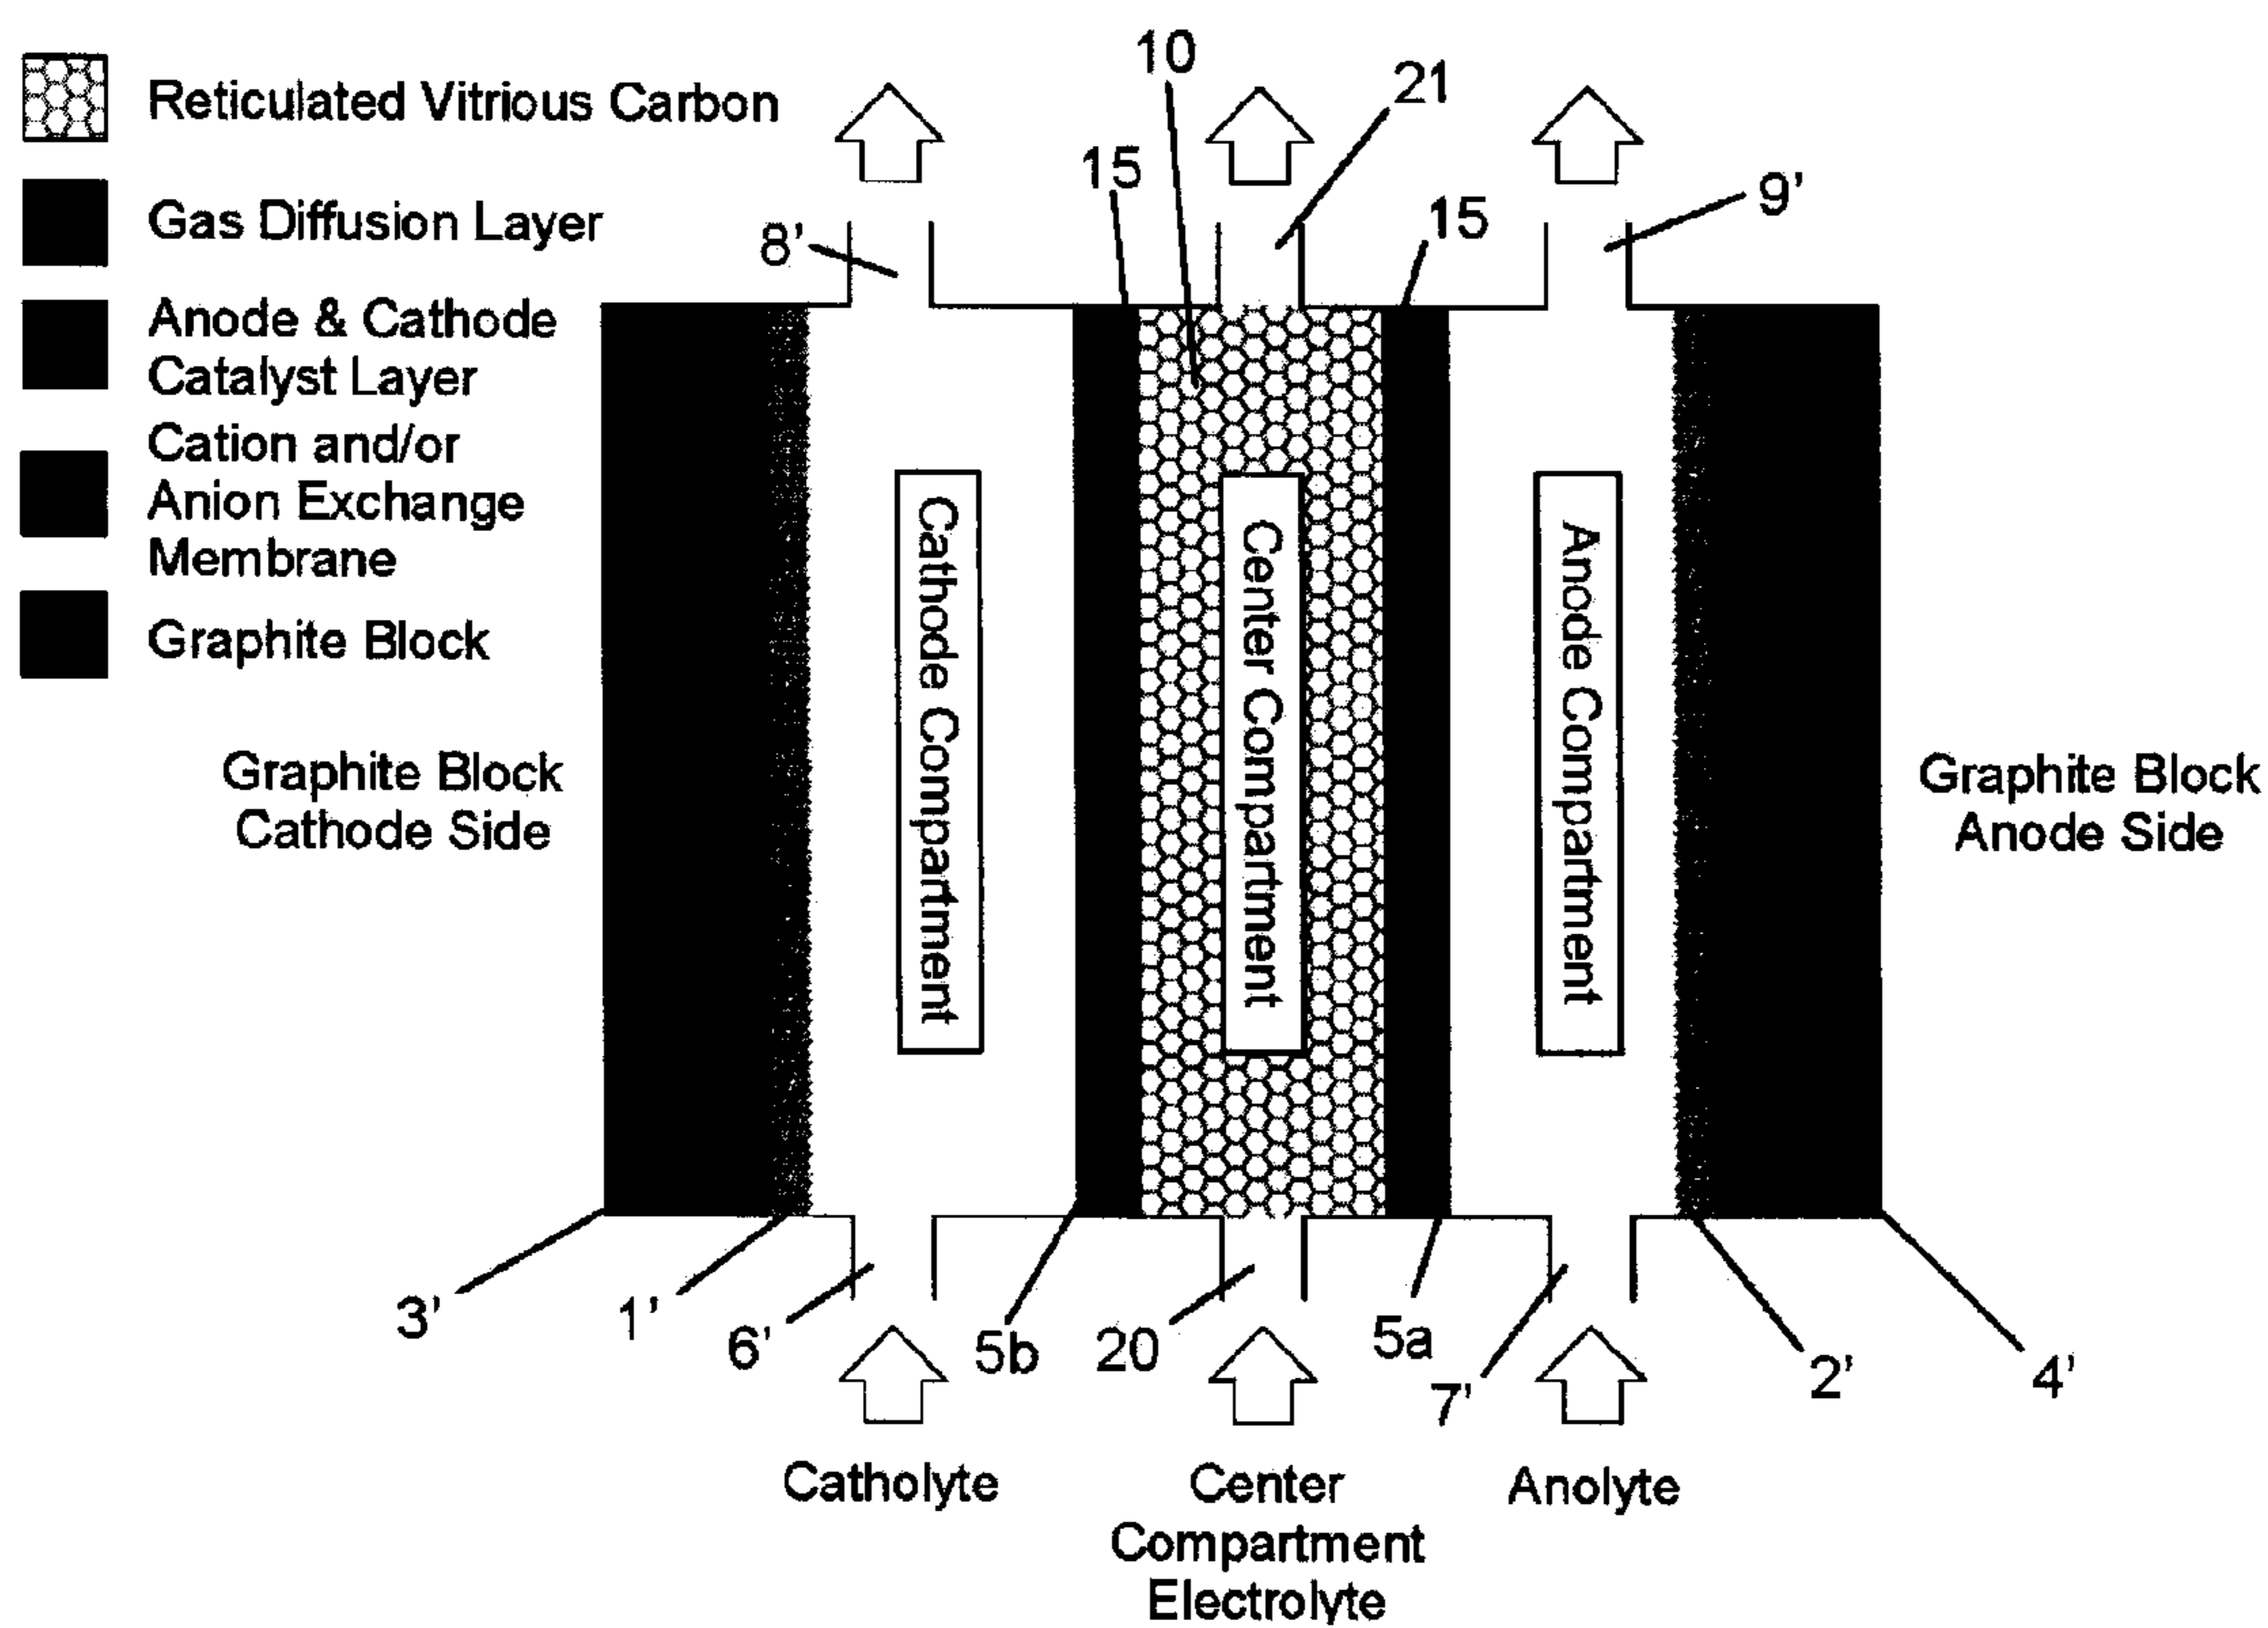 Reticulated Vitrious Carbon
Gas Diffusion Layer
Anode & Cathode
Catalyst Layer
Cation and/or
Anion Exchange
Membrane
Graphite Block
Graphite Block
Cathode Side
10
21
15
15
8'
9'
Cathode Compartment
Center Compartment
Anode Compartment
Graphite Block
Anode Side
3'
1'
6'
5b
20
5a
7'
2'
4'
Catholyte
Center
Compartment
Electrolyte
Anolyte